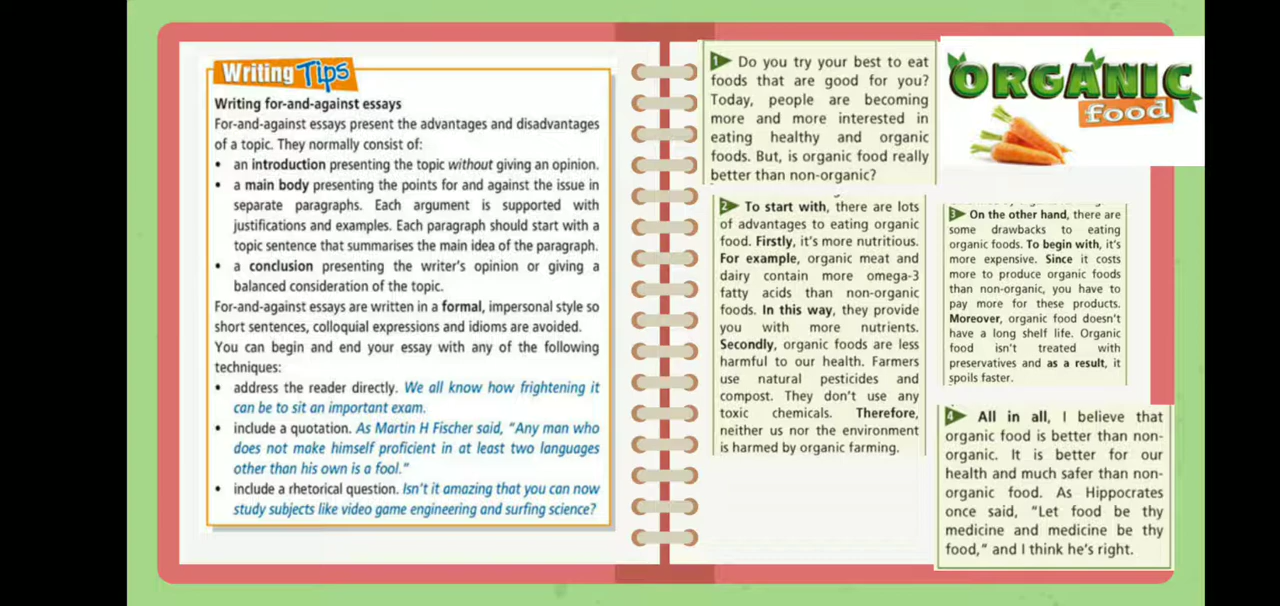 Writing Tips
Writing for-and-against essays
For-and-against essays present the advantages and disadvantages
of a topic. They normally consist of:
• an introduction presenting the topic without giving an opinion.
• a main body presenting the points for and against the issue in
separate paragraphs. Each argument is supported with
justifications and examples. Each paragraph should start with a
topic sentence that summarises the main idea of the paragraph.
• a conclusion presenting the writer's opinion or giving a
balanced consideration of the topic.
For-and-against essays are written in a formal, impersonal style so
short sentences, colloquial expressions and idioms are avoided.
You can begin and end your essay with any of the following
techniques:
• address the reader directly. We all know how frightening it
can be to sit an important exam.
• include a quotation. As Martin H Fischer said, "Any man who
does not make himself proficient in at least two languages
other than his own is a fool."
• include a rhetorical question. Isn't it amazing that you can now
study subjects like video game engineering and surfing science?
1 Do you try your best to eat
foods that are good for you?
Today, people are becoming
more and more interested in
eating healthy and organic
foods. But, is organic food really
better than non-organic?
2 To start with, there are lots
of advantages to eating organic
food. Firstly, it's more nutritious.
For example, organic meat and
dairy contain more omega-3
fatty acids than non-organic
foods. In this way, they provide
you with more nutrients.
Secondly, organic foods are less
harmful to our health. Farmers
use natural pesticides and
compost. They don't use any
toxic chemicals. Therefore,
neither us nor the environment
is harmed by organic farming.
ORGANIC
food
3 On the other hand, there are
some drawbacks to eating
organic foods. To begin with, it's
more expensive. Since it costs
more to produce organic foods
than non-organic, you have to
pay more for these products.
Moreover, organic food doesn't
have a long shelf life. Organic
food isn't treated with
preservatives and as a result, it
spoils faster.
4 All in all, I believe that
organic food is better than non-
organic. It is better for our
health and much safer than non-
organic food. As Hippocrates
once said, "Let food be thy
medicine and medicine be thy
food," and I think he's right.